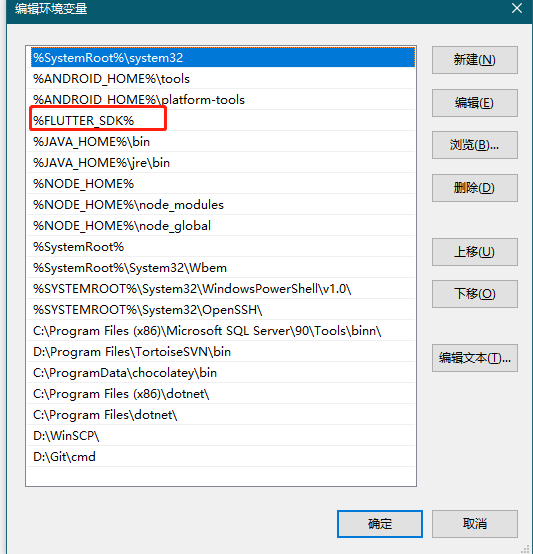 编辑环境变量
%SystemRoot%\system32
%ANDROID_HOME%\tools
%ANDROID_HOME%\platform-tools
%FLUTTER_SDK%
%JAVA_HOME%\bin
%JAVA_HOME%\jre\bin
%NODE_HOME%
%NODE_HOME%\node_modules
%NODE_HOME%\node_global
%SystemRoot%
%SystemRoot%\System32\Wbem
%SYSTEMROOT%\System32\WindowsPowerShell\v1.0\
%SYSTEMROOT%\System32\OpenSSH\
C:\Program Files (x86)\Microsoft SQL Server\90\Tools\binn\
D:\Program Files\TortoiseSVN\bin
C:\ProgramData\chocolatey\bin
C:\Program Files (x86)\dotnet\
C:\Program Files\dotnet\
D:\WinSCP\
D:\Git\cmd
新建(N)
编辑(E)
浏览(B)...
删除(D)
上移(U)
下移(O)
编辑文本(T)...
确定
取消